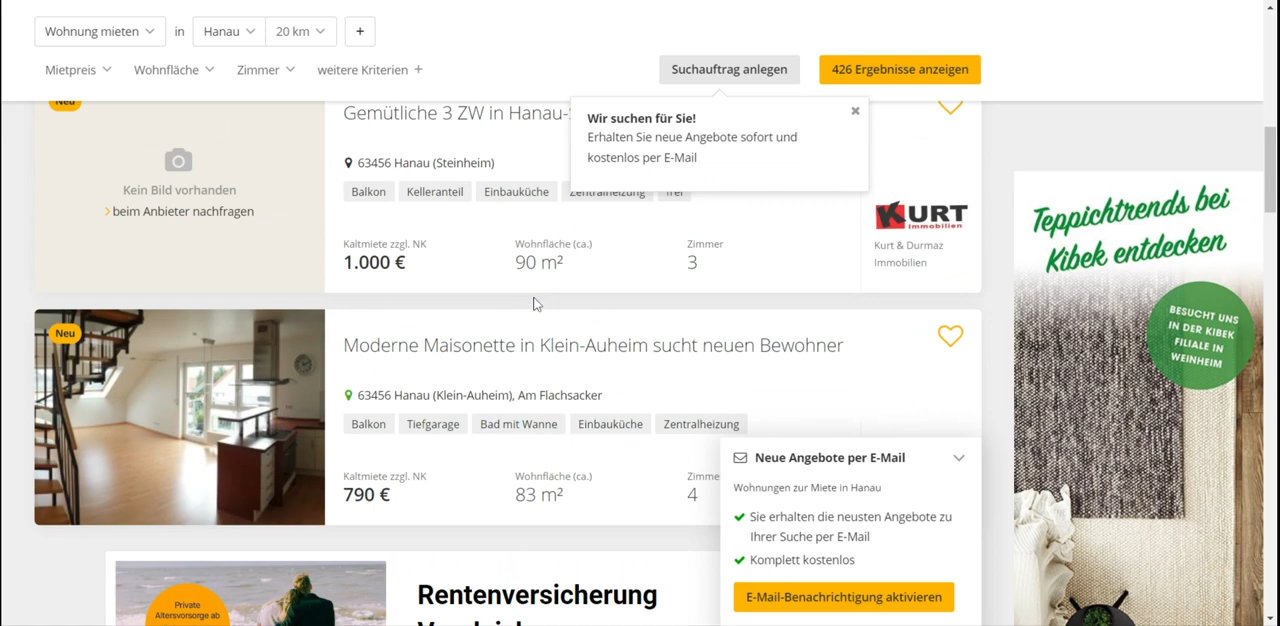 Wohnung mieten in Hanau 20 km +
Mietpreis Wohnfläche Zimmer weitere Kriterien +
Suchauftrag anlegen
426 Ergebnisse anzeigen
Wir suchen für Sie!
Erhalten Sie neue Angebote sofort und
kostenlos per E-Mail
Neu
Kein Bild vorhanden
beim Anbieter nachfragen
Gemütliche 3 ZW in Hanau-
63456 Hanau (Steinheim)
Balkon Kelleranteil Einbauküche Zentralheizung frei
Kaltmiete zzgl. NK Wohnfläche (ca.) Zimmer
1.000 € 90 m² 3
KURT
Immobilien
Kurt & Durmaz
Immobilien
Neu
Moderne Maisonette in Klein-Auheim sucht neuen Bewohner
63456 Hanau (Klein-Auheim), Am Flachsacker
Balkon Tiefgarage Bad mit Wanne Einbauküche Zentralheizung
Kaltmiete zzgl. NK Wohnfläche (ca.) Zimme
790 € 83 m² 4
Neue Angebote per E-Mail
Wohnungen zur Miete in Hanau
Sie erhalten die neusten Angebote zu
Ihrer Suche per E-Mail
Komplett kostenlos
E-Mail-Benachrichtigung aktivieren
Private
Altersvorsorge ab
Rentenversicherung
Teppichtrends bei
Kibek entdecken
BESUCHT UNS
IN DER KIBEK
FILIALE IN
WEINHEIM